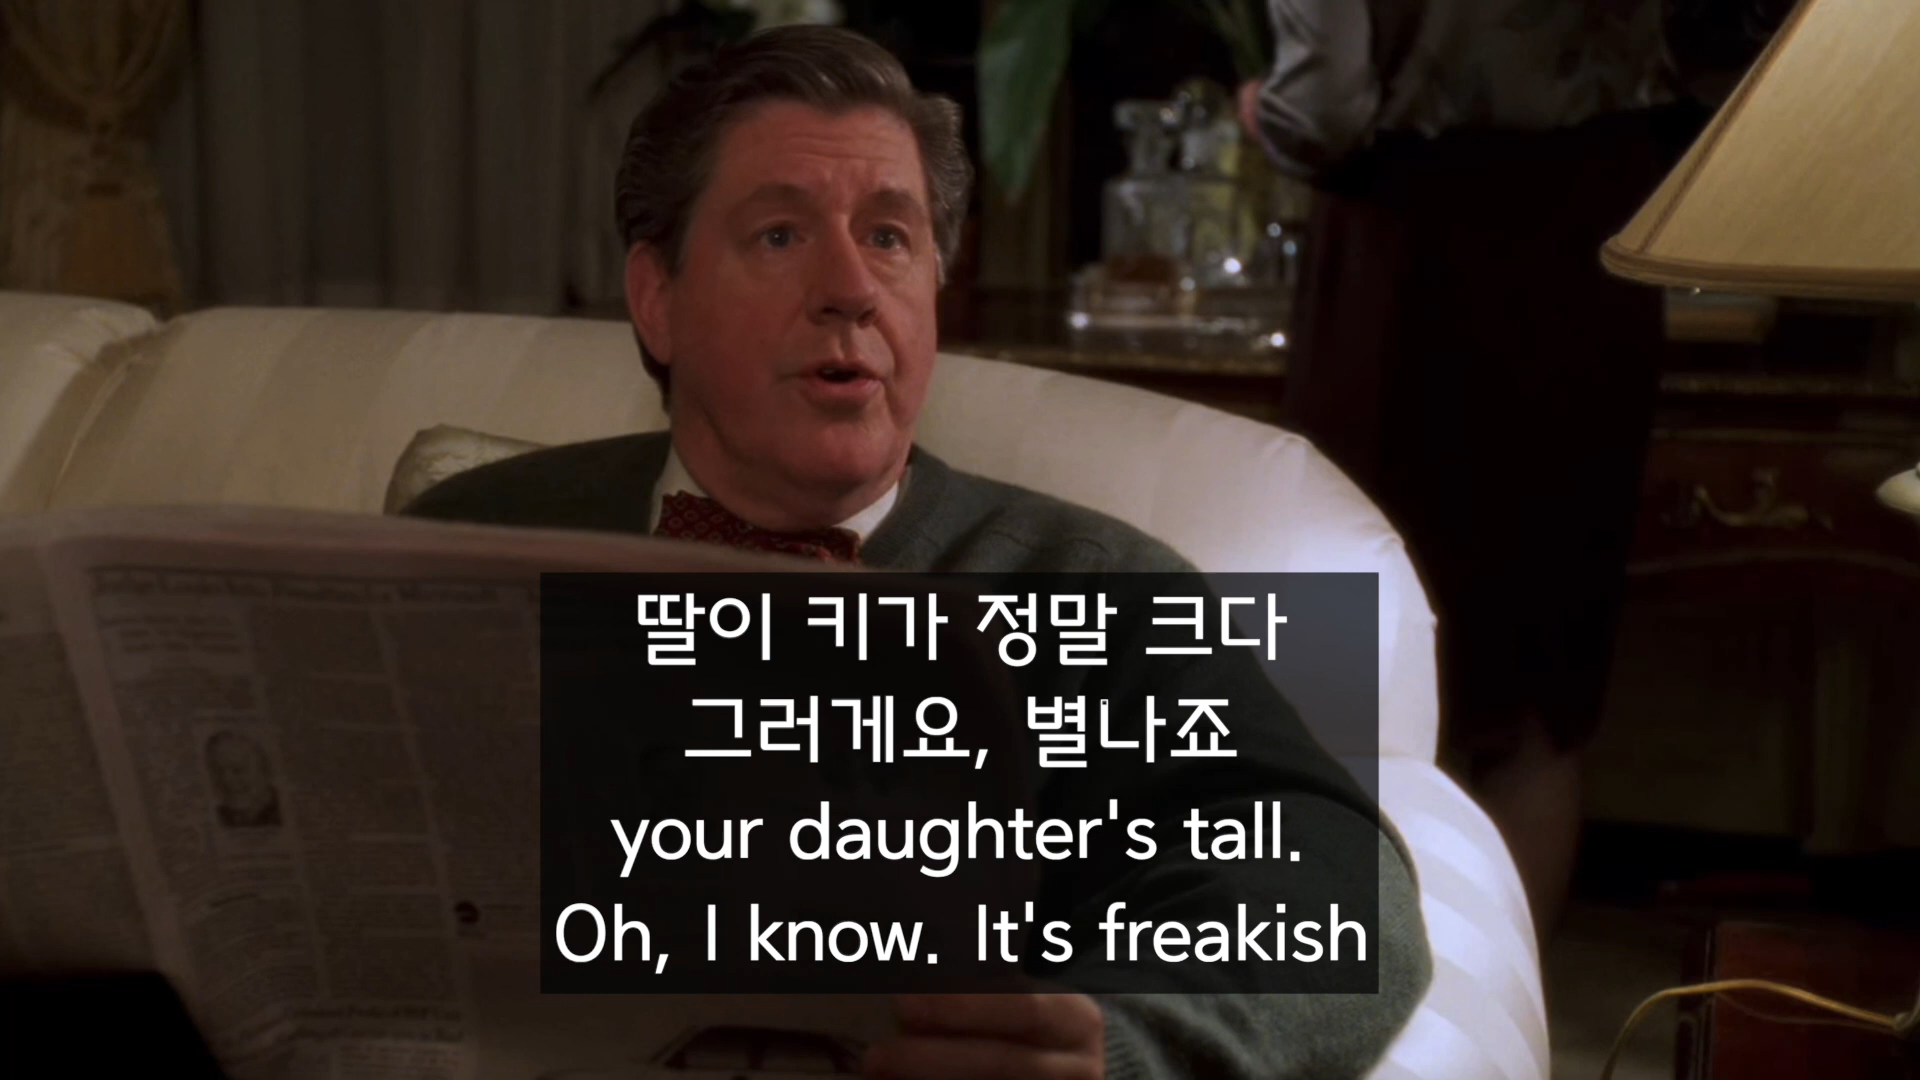 딸이 키가 정말 크다
그러게요, 별나죠
your daughter's tall.
Oh, I know. It's freakish